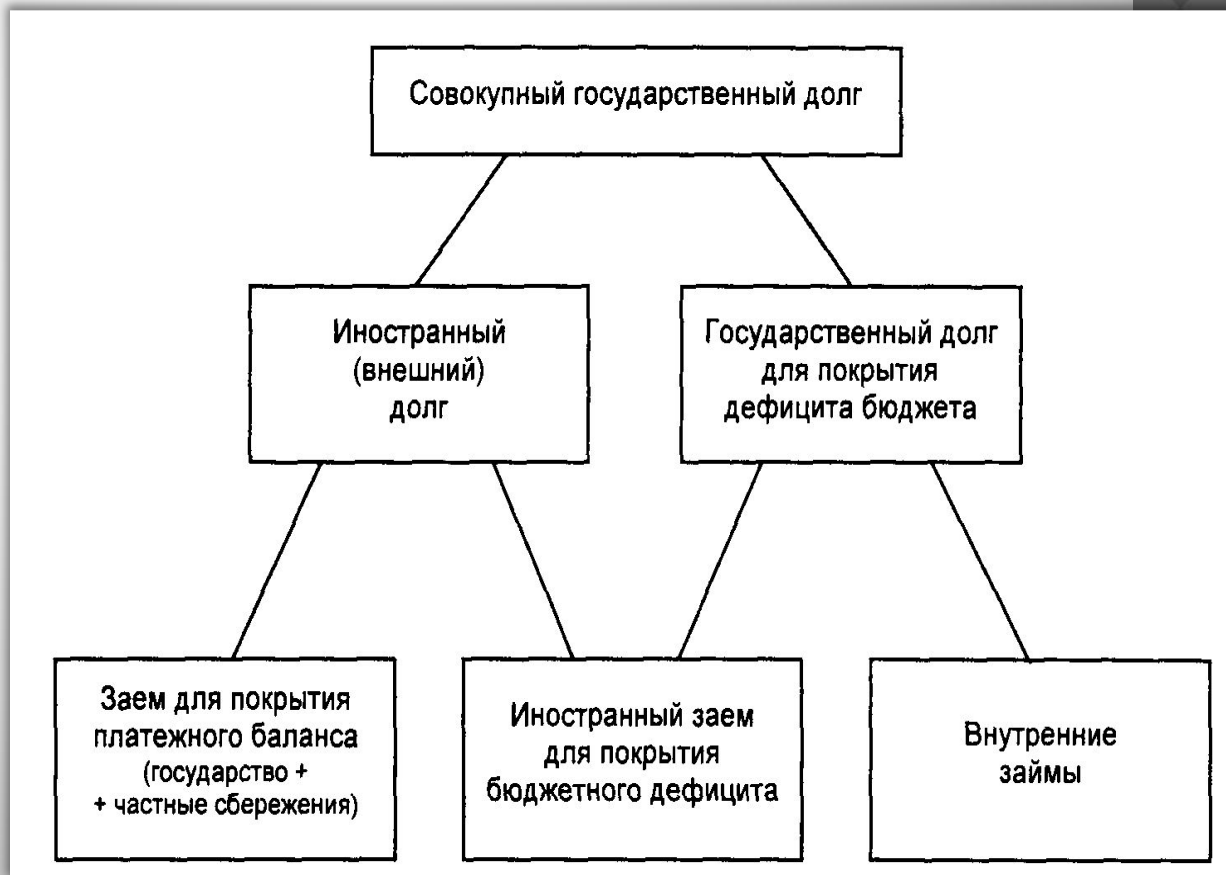 Совокупный государственный долг
Иностранный
(внешний)
долг
Государственный долг
для покрытия
дефицита бюджета
Заем для покрытия
платежного баланса
(государство +
+ частные сбережения)
Иностранный заем
для покрытия
бюджетного дефицита
Внутренние
займы